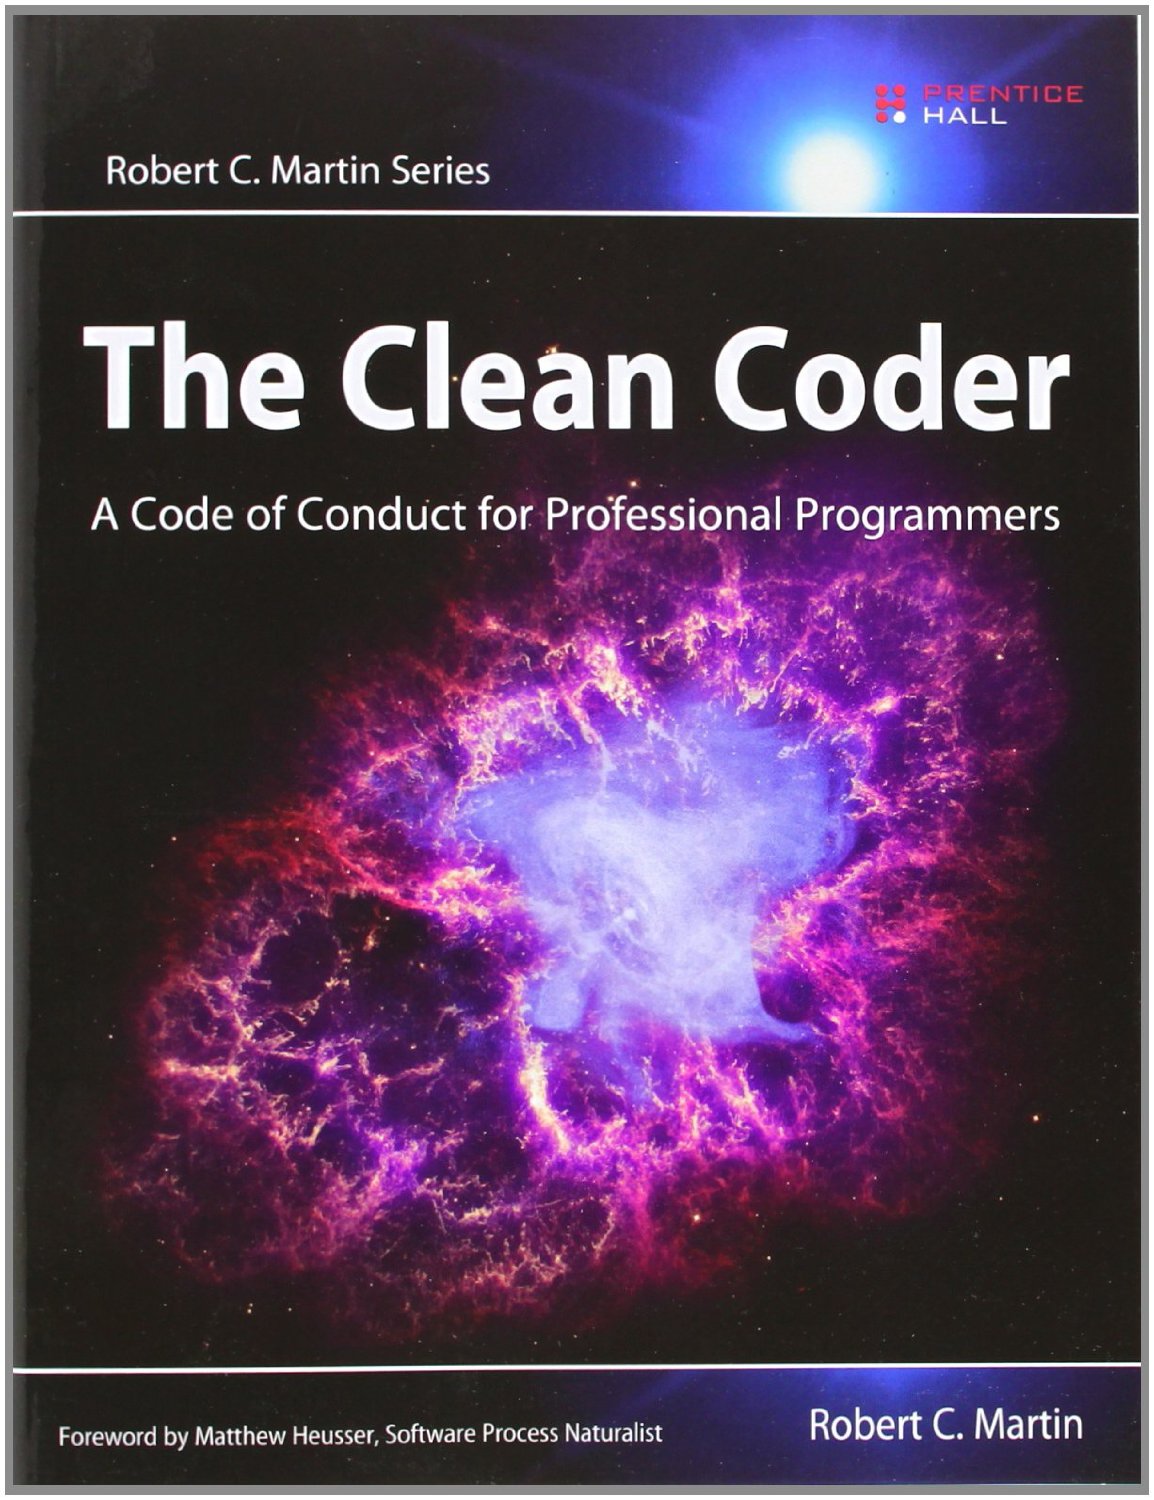 PRENTICE
HALL
Robert C. Martin Series
The Clean Coder
A Code of Conduct for Professional Programmers
Foreword by Matthew Heusser, Software Process Naturalist
Robert C. Martin